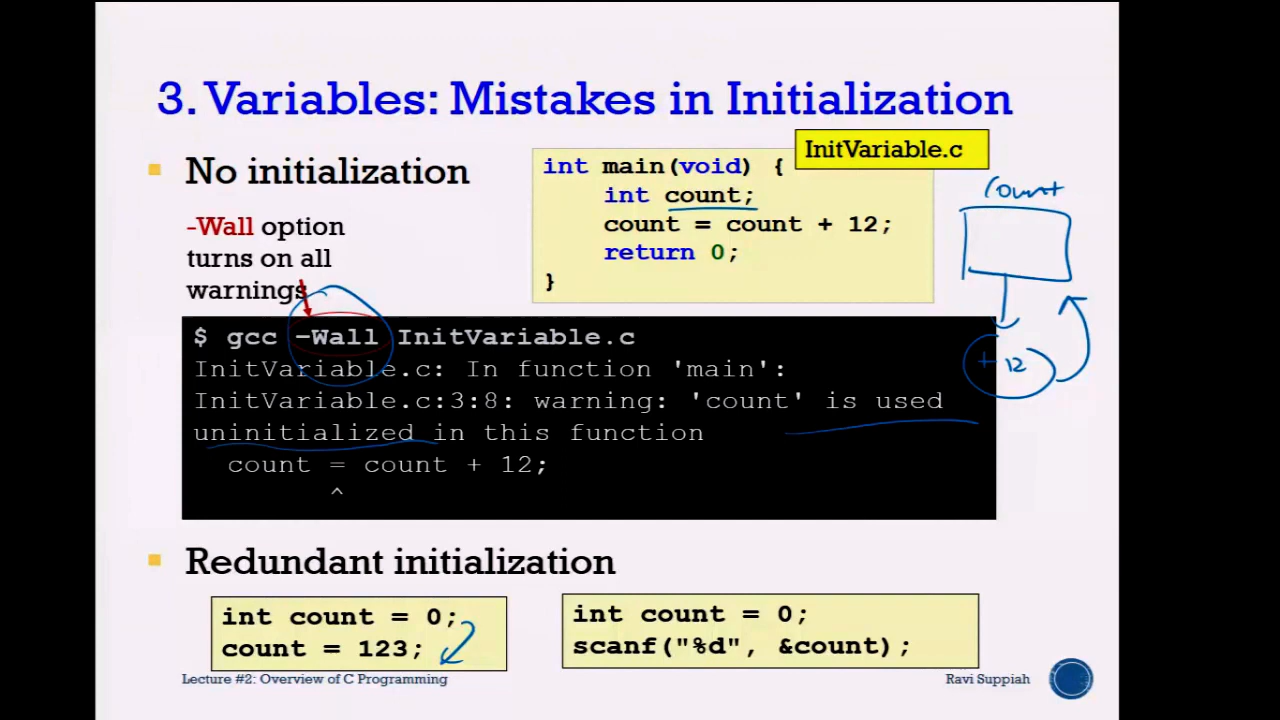 3. Variables: Mistakes in Initialization
No initialization
-Wall option
turns on all
warnings
InitVariable.c
int main(void) {
int count;
count = count + 12;
return 0;
}
count
+ 12
$ gcc –Wall InitVariable.c
InitVariable.c: In function 'main':
InitVariable.c:3:8: warning: 'count' is used
uninitialized in this function
count = count + 12;
^
Redundant initialization
int count = 0;
count = 123;
int count = 0;
scanf("%d", &count);
Lecture #2: Overview of C Programming
Ravi Suppiah